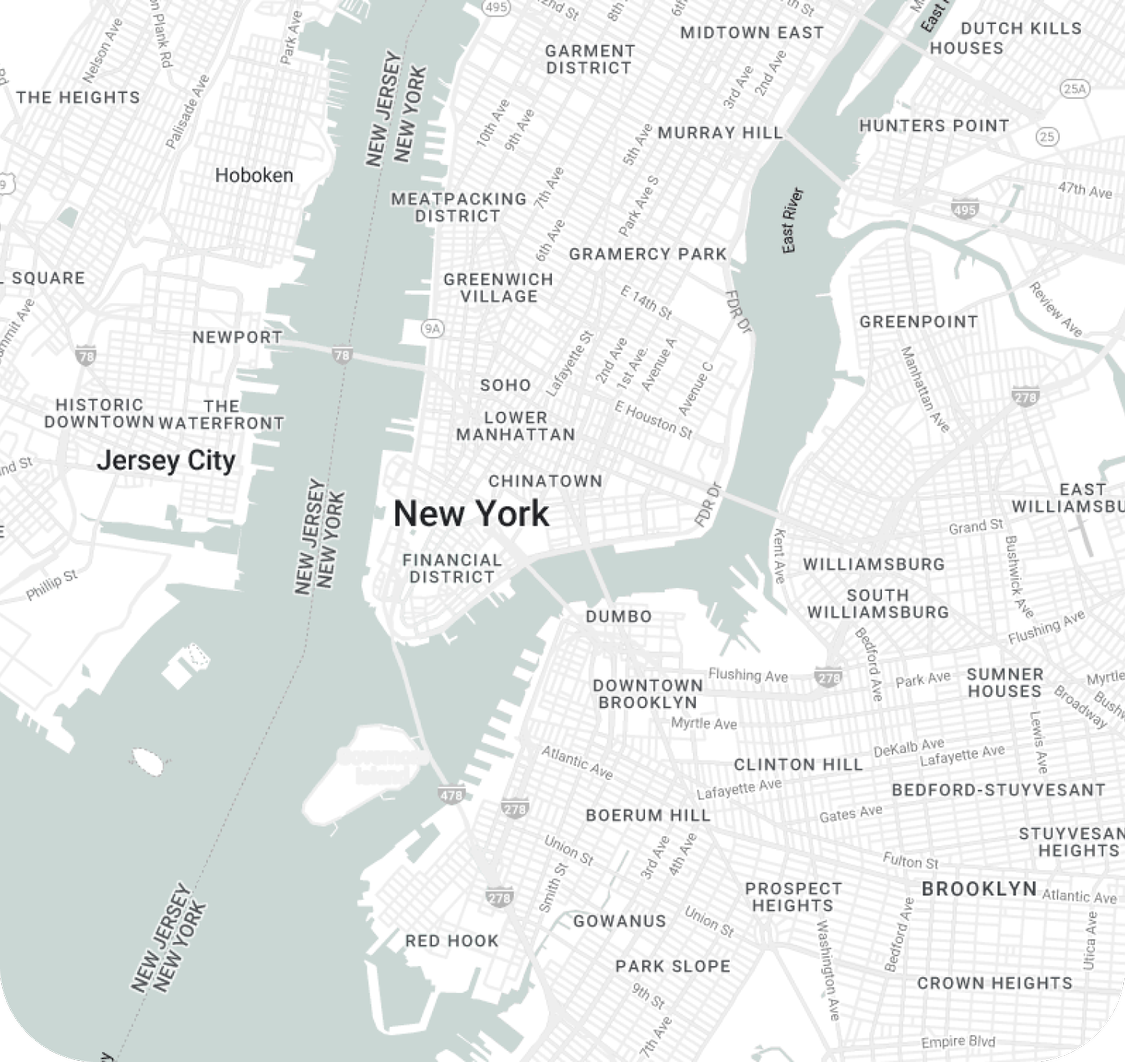 495
2nd St
8th
6th
th St
East R
DUTCH KILLS
HOUSES
MIDTOWN EAST
GARMENT
DISTRICT
Nelson Ave
on Plank Rd
Park Ave
Palisade Ave
Rd
THE HEIGHTS
NEW JERSEY
NEW YORK
10th Ave
9th Ave
3rd Ave
2nd Ave
25A
HUNTERS POINT
25
MURRAY HILL
5th Ave
Hoboken
9
MEATPACKING
DISTRICT
7th Ave
Park Ave S
47th Ave
495
East River
6th Ave
GRAMERCY PARK
L SQUARE
GREENWICH
VILLAGE
E 14th St
FDR Dr
Review Ave
GREENPOINT
ummit Ave
NEWPORT
78
78
9A
Lafayette St
2nd Ave
1st Ave.
Avenue A
Avenue C
Manhattan Ave
SOHO
278
HISTORIC
DOWNTOWN
THE
WATERFRONT
LOWER
MANHATTAN
E Houston St
Jersey City
nd St
CHINATOWN
FDR Dr
EAST
WILLIAMSBU
New York
NEW JERSEY
NEW YORK
E
Grand St
Kent Ave
Bushwick Ave
FINANCIAL
DISTRICT
WILLIAMSBURG
Phillip St
SOUTH
WILLIAMSBURG
DUMBO
Flushing Ave
Bedford Ave
Flushing Ave
278
Park Ave
SUMNER
HOUSES
Myrtle
Broadway
Bushw
DOWNTOWN
BROOKLYN
Myrtle Ave
Lewis Ave
Atlantic Ave
DeKalb Ave
Lafayette Ave
CLINTON HILL
Lafayette Ave
478
278
BEDFORD-STUYVESANT
BOERUM HILL
Gates Ave
STUYVESAN
HEIGHTS
Union St
3rd Ave
4th Ave
Fulton St
Smith St
278
PROSPECT
HEIGHTS
BROOKLYN
Atlantic Ave
NEW JERSEY
NEW YORK
GOWANUS
Union St
Washington Ave
Bedford Ave
Utica Ave
RED HOOK
PARK SLOPE
CROWN HEIGHTS
9th St
7th Ave
Empire Blvd
y